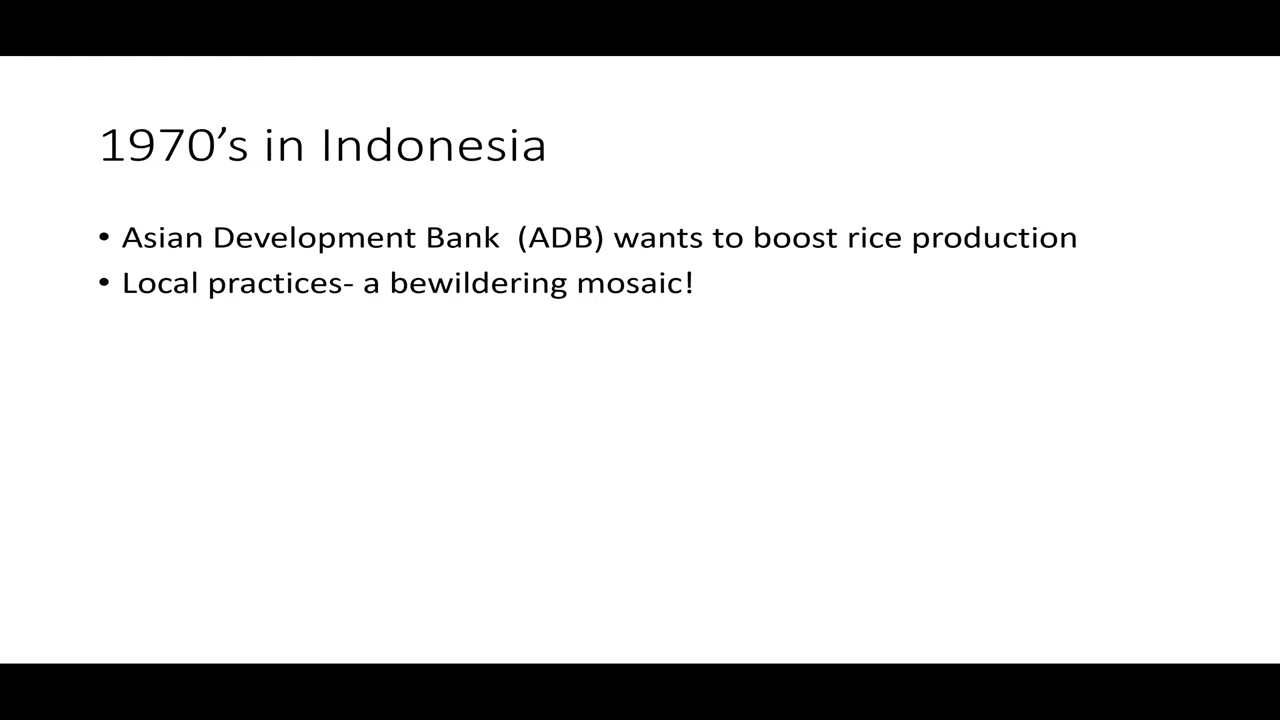 1970’s in Indonesia
• Asian Development Bank  (ADB) wants to boost rice production
• Local practices- a bewildering mosaic!